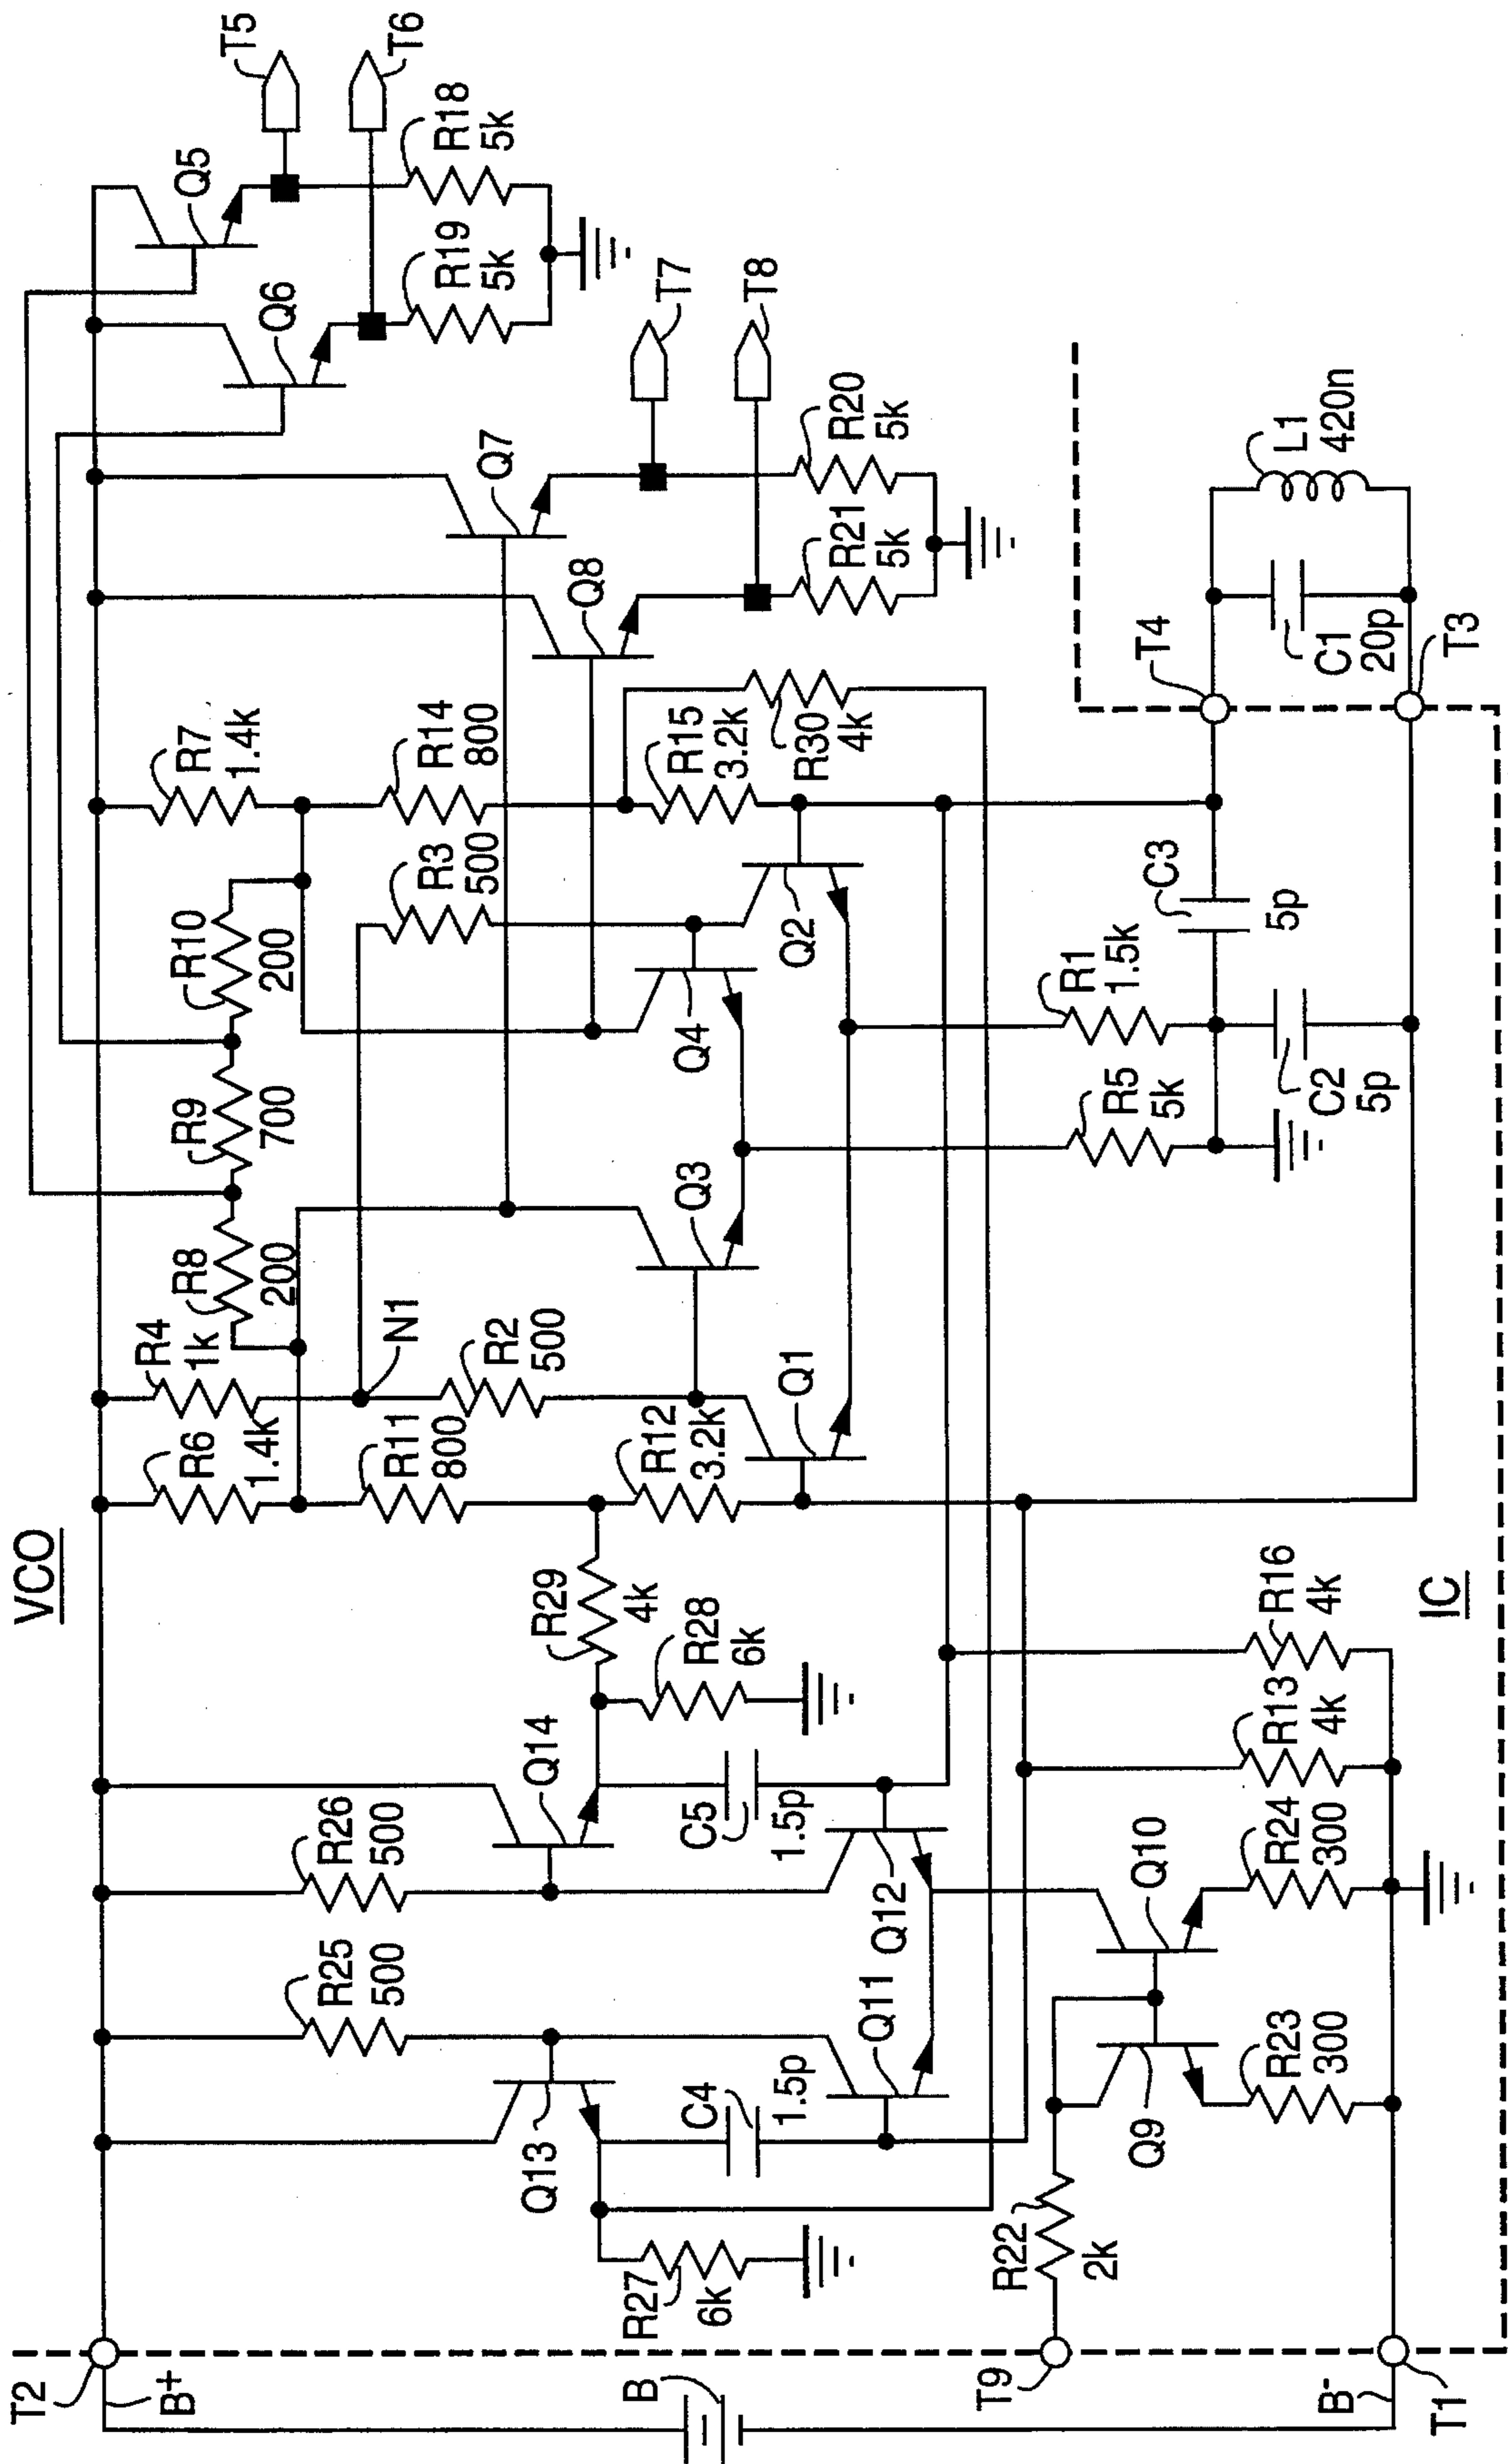 VCO
T2
B+
B
T9
B-
T1
IC
R25
500
R26
500
R6
1.4k
R4
1k
R8
200
R9
700
R10
200
R7
1.4k
Q6
Q5
T5
T6
R19
5k
R18
5k
N1
R11
800
R2
500
R3
500
R14
800
Q8
Q7
T7
T8
R21
5k
R20
5k
Q13
Q14
R29
4k
R28
6k
R12
3.2k
Q3
Q4
R15
3.2k
R30
4k
R27
6k
C4
1.5p
C5
1.5p
Q11
Q12
Q1
Q2
R22
2k
Q9
Q10
R23
300
R24
300
R13
4k
R16
4k
R5
5k
R1
1.5k
C3
5p
C2
5p
T4
T3
C1
20p
L1
420n